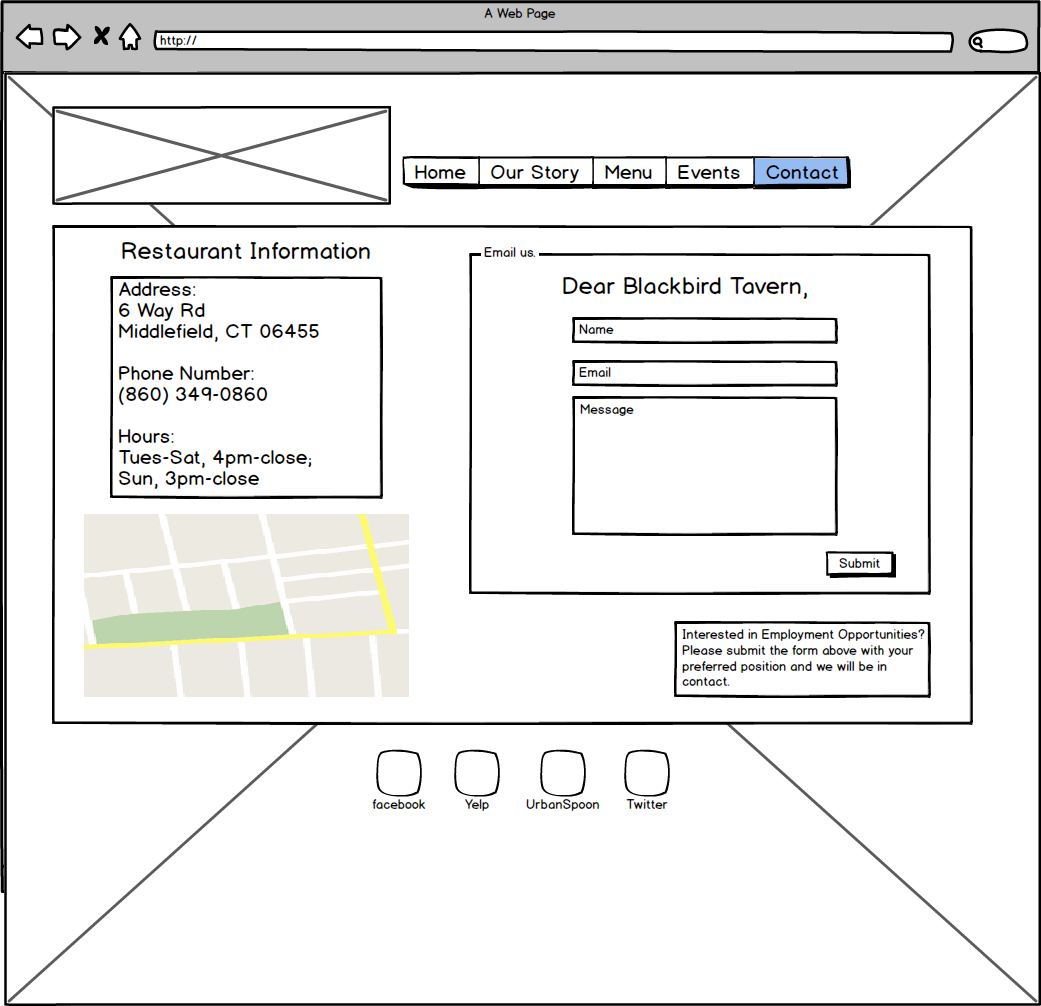 A Web Page
http://
Home Our Story Menu Events Contact
Restaurant Information
Address:
6 Way Rd
Middlefield, CT 06455
Phone Number:
(860) 349-0860
Hours:
Tues-Sat, 4pm-close;
Sun, 3pm-close
Email us.
Dear Blackbird Tavern,
Name
Email
Message
Submit
Interested in Employment Opportunities?
Please submit the form above with your
preferred position and we will be in
contact.
facebook Yelp UrbanSpoon Twitter